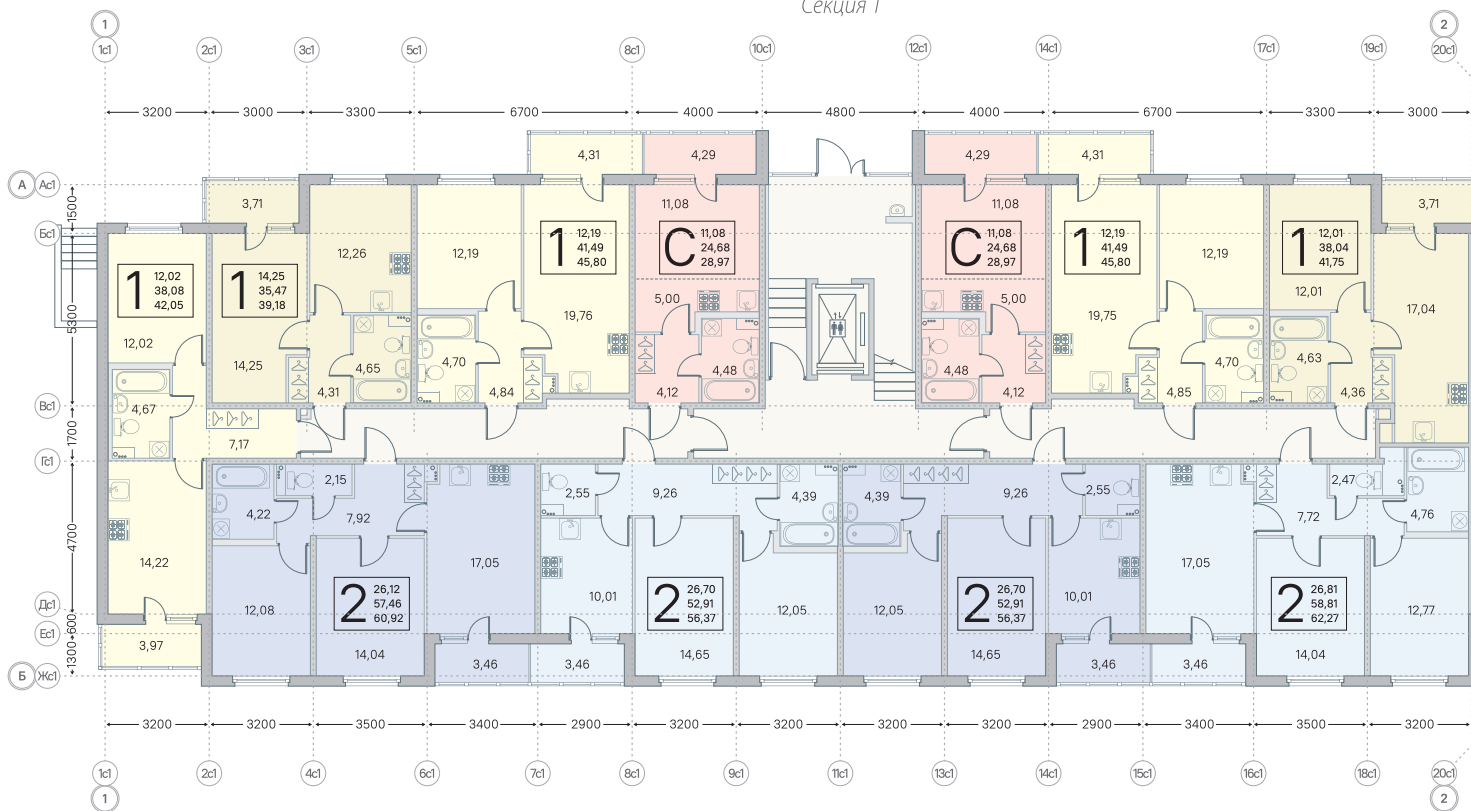 Секция 1
1 2
1с1 2с1 3с1 5с1 8с1 10с1 12с1 14с1 17с1 19с1 20с1
3200 3000 3300 6700 4000 4800 4000 6700 3300 3000
4,31 4,29 4,29 4,31
А Ас1
3,71 11,08 11,08 3,71
1500
Бс1
1 12,02 38,08 42,05
1 14,25 35,47 39,18
12,26
12,19
1 12,19 41,49 45,80
С 11,08 24,68 28,97
С 11,08 24,68 28,97
1 12,19 41,49 45,80
12,19
1 12,01 38,04 41,75
12,01
5300
5,00 5,00
17,04
12,02 19,76 19,75
14,25 4,65 4,70 4,48 4,48 4,70 4,63
4,31 4,84 4,12 4,12 4,85 4,36
Вс1
4,67
1700
7,17
Гс1
2,15 2,55 9,26 4,39 4,39 9,26 2,55 2,47
4,22 7,92 7,72 4,76
4700
14,22 17,05 17,05
10,01 10,01
12,08
2 26,12 57,46 60,92
2 26,70 52,91 56,37
12,05 12,05
2 26,70 52,91 56,37
2 26,81 58,81 62,27
12,77
Дс1
600
Ес1
3,97 14,04 3,46 3,46 14,65 14,65 3,46 3,46 14,04
1300
Б Жс1
3200 3200 3500 3400 2900 3200 3200 3200 3200 2900 3400 3500 3200
1с1 2с1 4с1 6с1 7с1 8с1 9с1 11с1 13с1 14с1 15с1 16с1 18с1 20с1
1 2